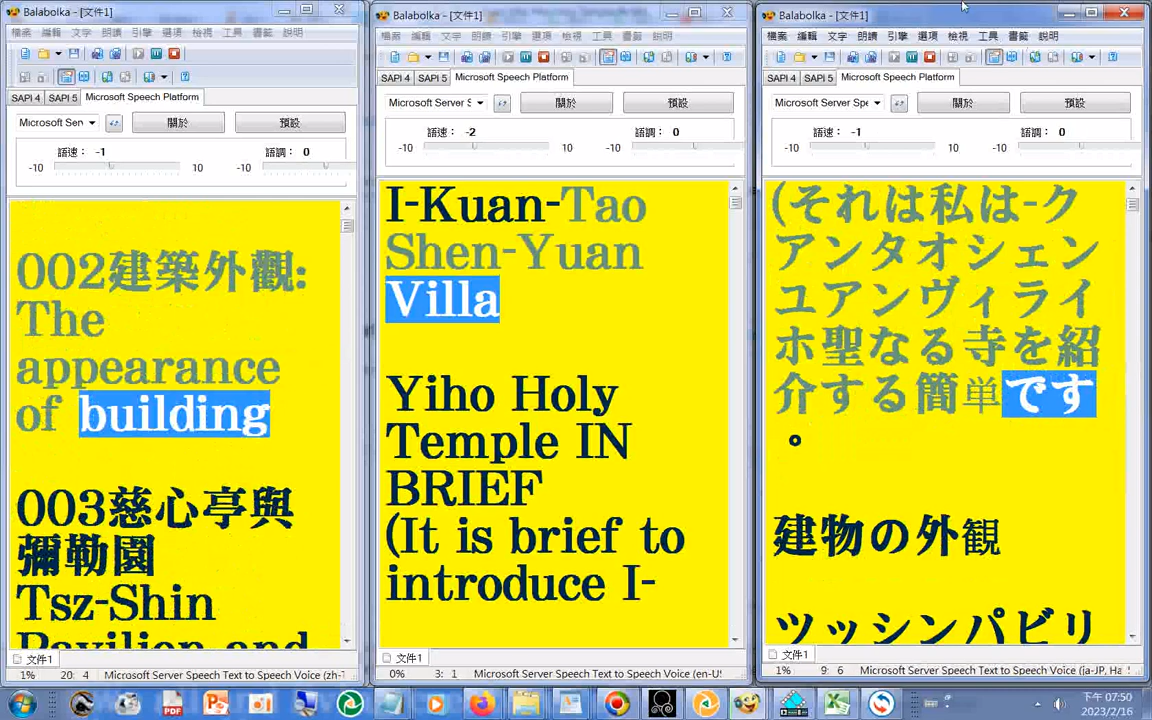 Balabolka - [文件1]
檔案 編輯 文字 朗讀 引擎 選項 檢視 工具 書籤 說明
SAPI 4 SAPI 5 Microsoft Speech Platform
Microsoft Ser 關於 預設
語速： -1 語調： 0
-10 10 -10
002建築外觀:
The
appearance
of building
003慈心亭與
彌勒園
Tsz-Shin
Pavilion and
文件1
1% 20: 4 Microsoft Server Speech Text to Speech Voice (zh-T
Balabolka - [文件1]
檔案 編輯 文字 朗讀 引擎 選項 檢視 工具 書籤 說明
SAPI 4 SAPI 5 Microsoft Speech Platform
Microsoft Server S 關於 預設
語速： -2 語調： 0
-10 10 -10
I-Kuan-Tao
Shen-Yuan
Villa
Yiho Holy
Temple IN
BRIEF
(It is brief to
introduce I-
文件1
0% 3: 1 Microsoft Server Speech Text to Speech Voice (en-US
Balabolka - [文件1]
檔案 編輯 文字 朗讀 引擎 選項 檢視 工具 書籤 說明
SAPI 4 SAPI 5 Microsoft Speech Platform
Microsoft Server Spe 關於 預設
語速： -1 語調： 0
-10 10 -10
(それは私は-ク
アンタオシェン
ユアンヴィライ
ホ聖なる寺を紹
介する簡単です
。
建物の外観
ツッシンパビリ
文件1
1% 9: 6 Microsoft Server Speech Text to Speech Voice (ja-JP, Ha
下午 07:50
2023/2/16